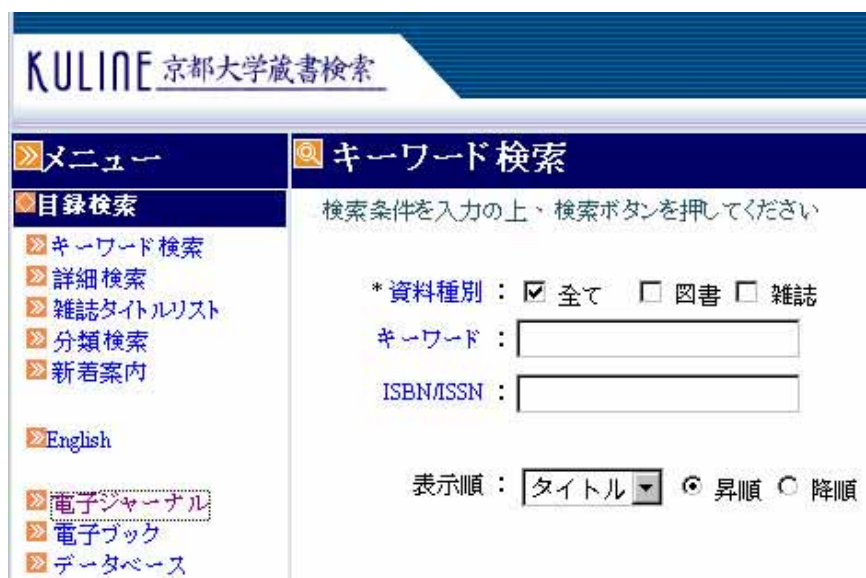 KULINE 京都大学蔵書検索
メニュー
目録検索
キーワード検索
詳細検索
雑誌タイトルリスト
分類検索
新着案内
English
電子ジャーナル
電子ブック
データベース
キーワード検索
検索条件を入力の上、検索ボタンを押してください
*資料種別 : 全て 図書 雑誌
キーワード :
ISBN/ISSN :
表示順 : タイトル 昇順 降順